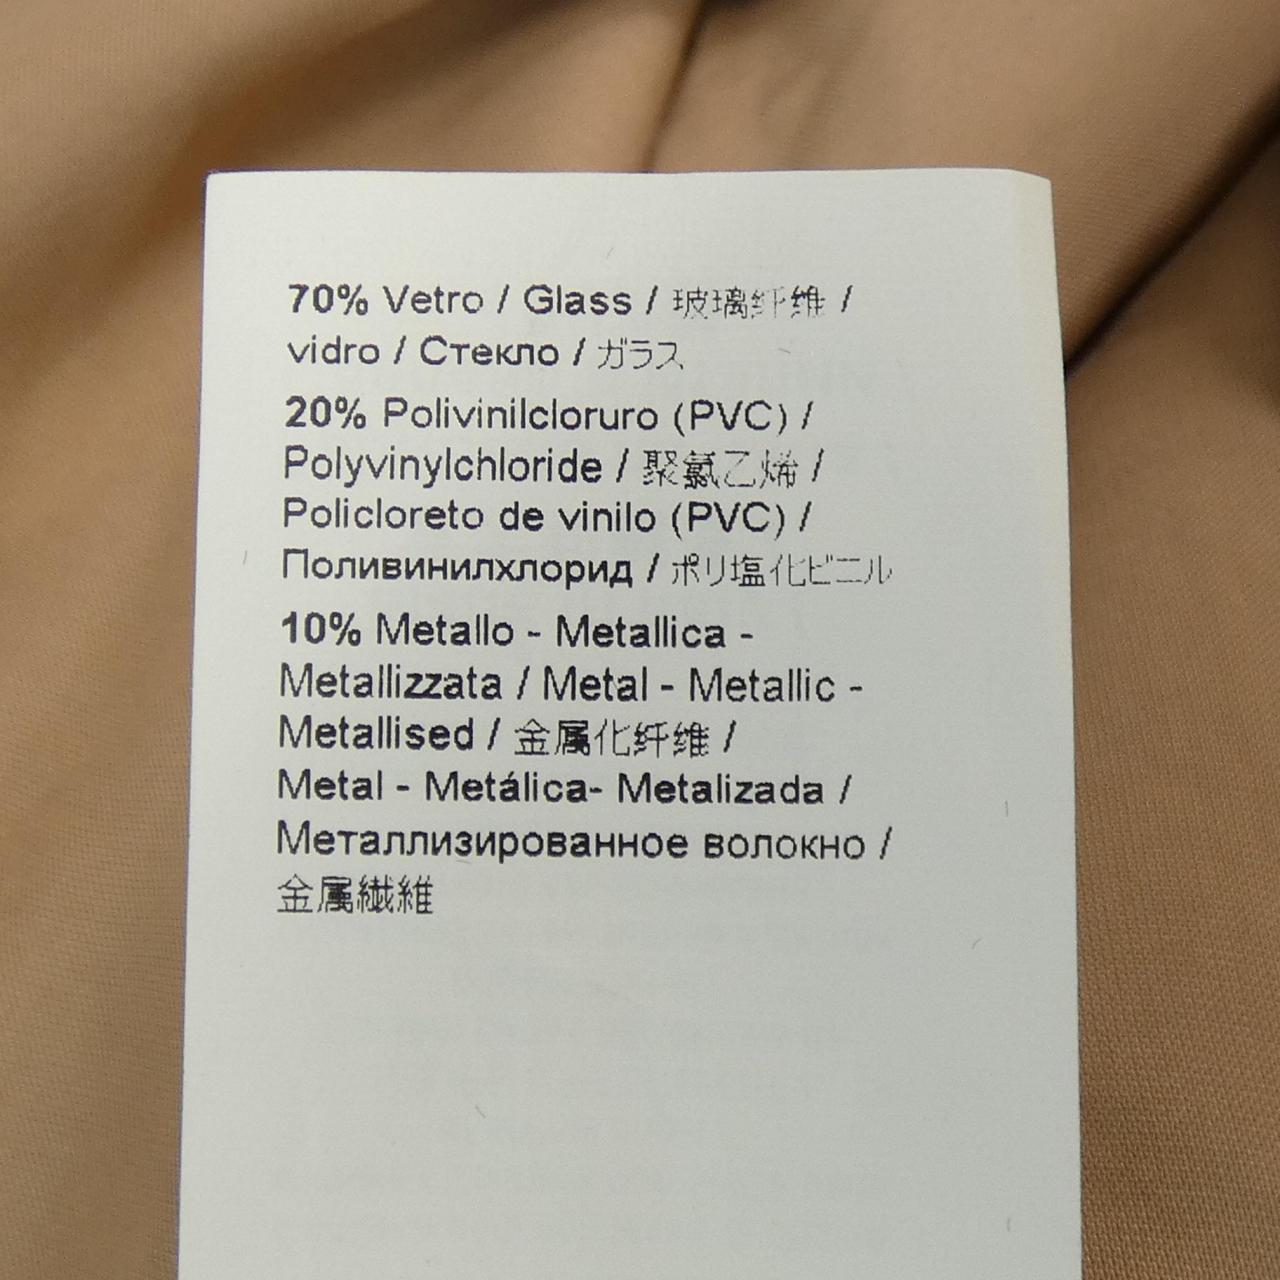 70% Vetro / Glass / 玻璃纤维 /
vidro / Стекло / ガラス
20% Polivinilcloruro (PVC) /
Polyvinylchloride / 聚氯乙烯 /
Policloreto de vinilo (PVC) /
Поливинилхлорид / ポリ塩化ビニル
10% Metallo - Metallica -
Metallizzata / Metal - Metallic -
Metallised / 金属化纤维 /
Metal - Metálica- Metalizada /
Металлизированное волокно /
金属繊維